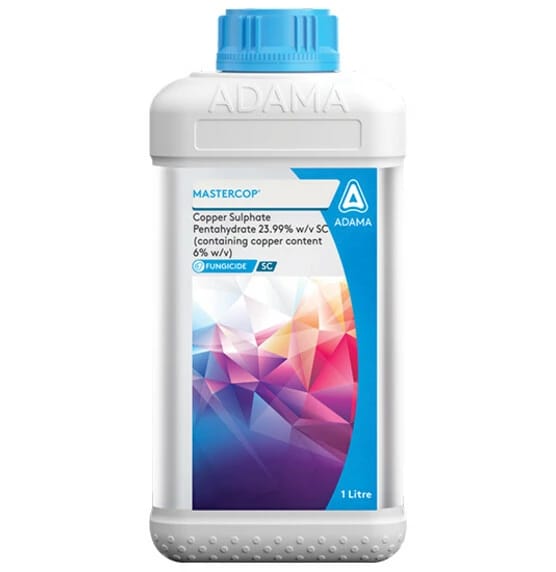 ADAMA
MASTERCOP®
ADAMA
Copper Sulphate
Pentahydrate 23.99% w/v SC
(containing copper content
6% w/v)
FUNGICIDE
SC
1 Litre